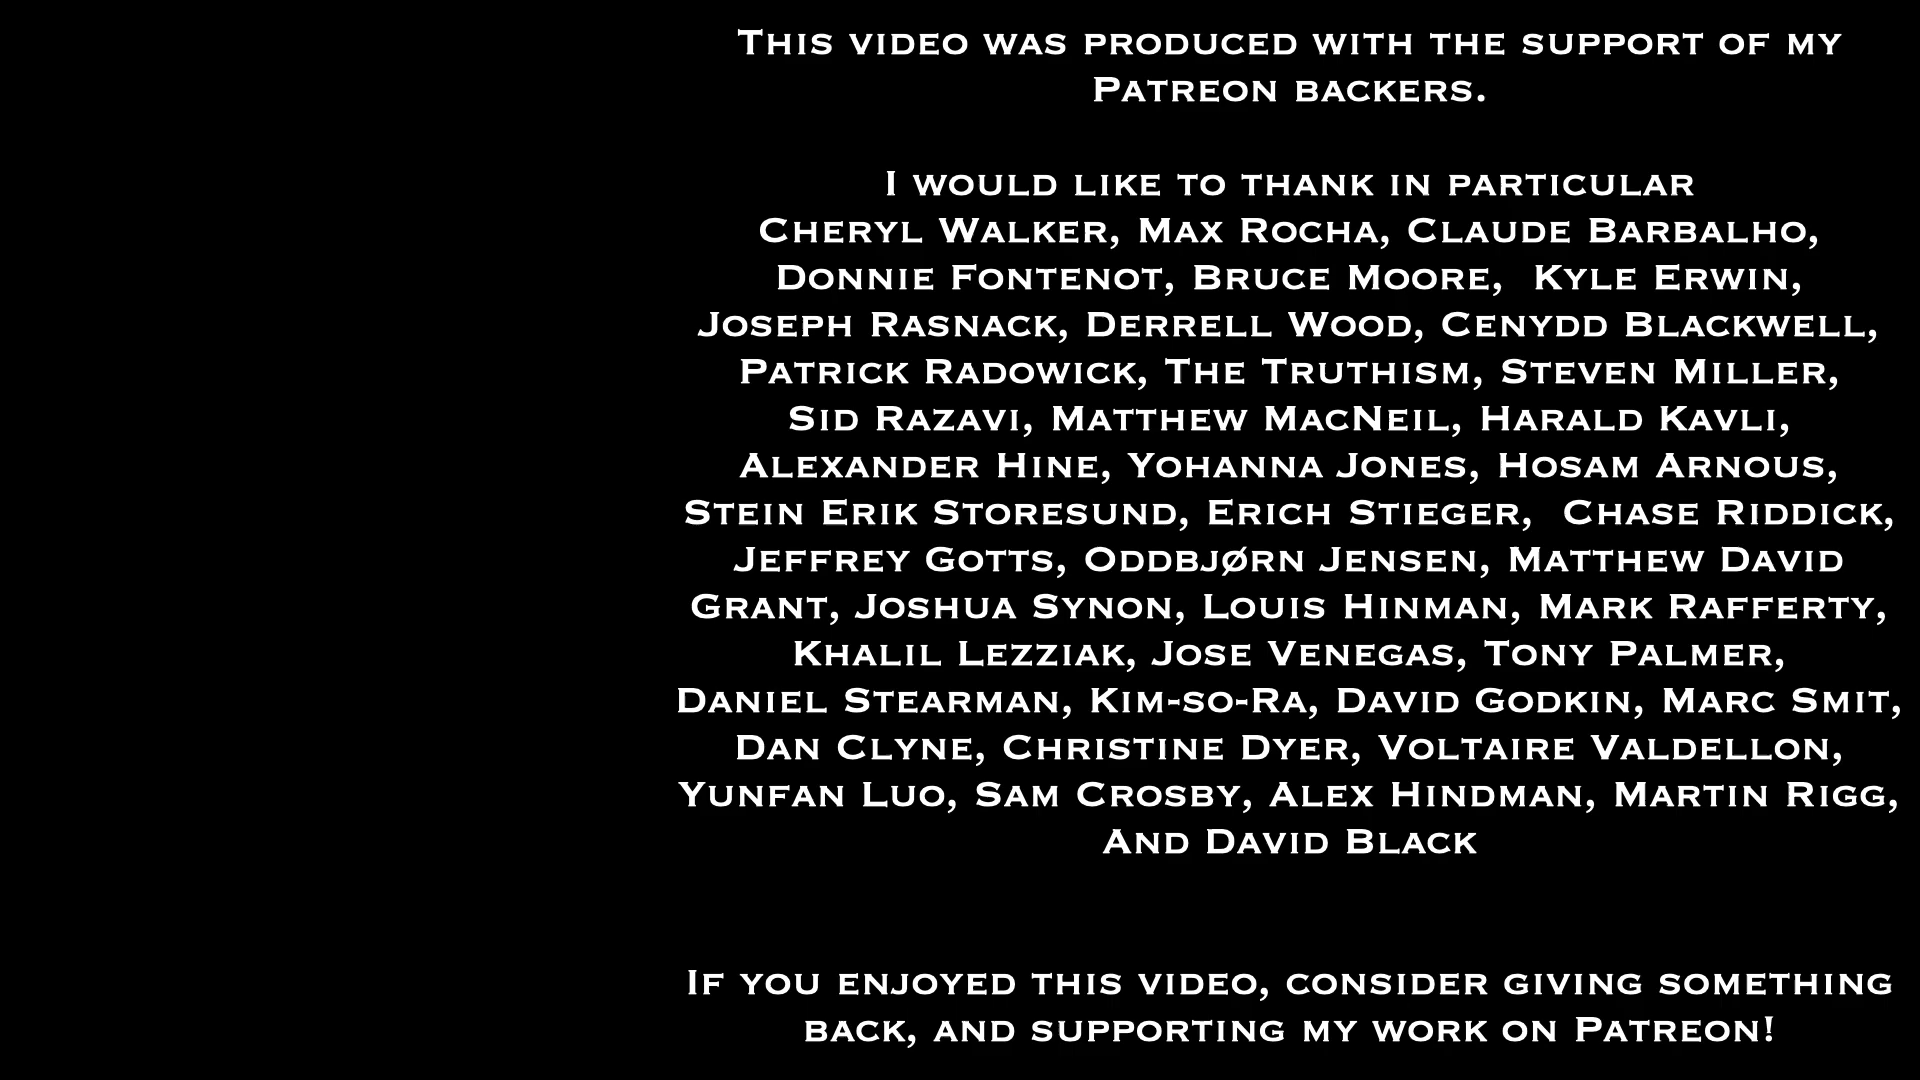 This video was produced with the support of my
Patreon backers.
I would like to thank in particular
Cheryl Walker, Max Rocha, Claude Barbalho,
Donnie Fontenot, Bruce Moore,  Kyle Erwin,
Joseph Rasnack, Derrell Wood, Cenydd Blackwell,
Patrick Radowick, The Truthism, Steven Miller,
Sid Razavi, Matthew MacNeil, Harald Kavli,
Alexander Hine, Yohanna Jones, Hosam Arnous,
Stein Erik Storesund, Erich Stieger,  Chase Riddick,
Jeffrey Gotts, Oddbjørn Jensen, Matthew David
Grant, Joshua Synon, Louis Hinman, Mark Rafferty,
Khalil Lezziak, Jose Venegas, Tony Palmer,
Daniel Stearman, Kim-so-Ra, David Godkin, Marc Smit,
Dan Clyne, Christine Dyer, Voltaire Valdellon,
Yunfan Luo, Sam Crosby, Alex Hindman, Martin Rigg,
And David Black
If you enjoyed this video, consider giving something
back, and supporting my work on Patreon!